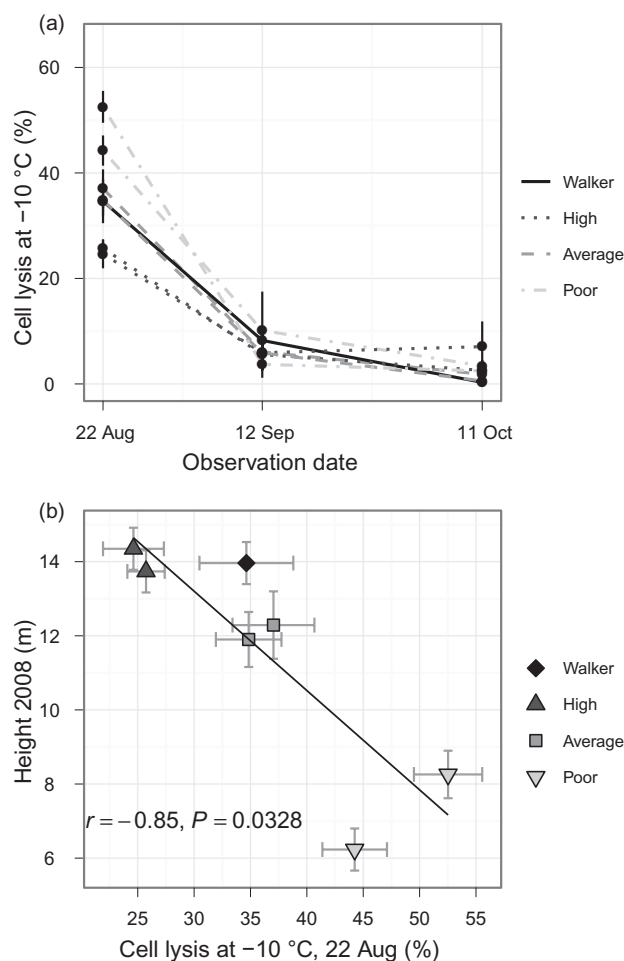 (a)
Cell lysis at −10 °C (%)
60
40
20
0
22 Aug
12 Sep
11 Oct
Observation date
Walker
High
Average
Poor
(b)
Height 2008 (m)
14
12
10
8
6
r = −0.85, P = 0.0328
25
30
35
40
45
50
55
Cell lysis at −10 °C, 22 Aug (%)
Walker
High
Average
Poor